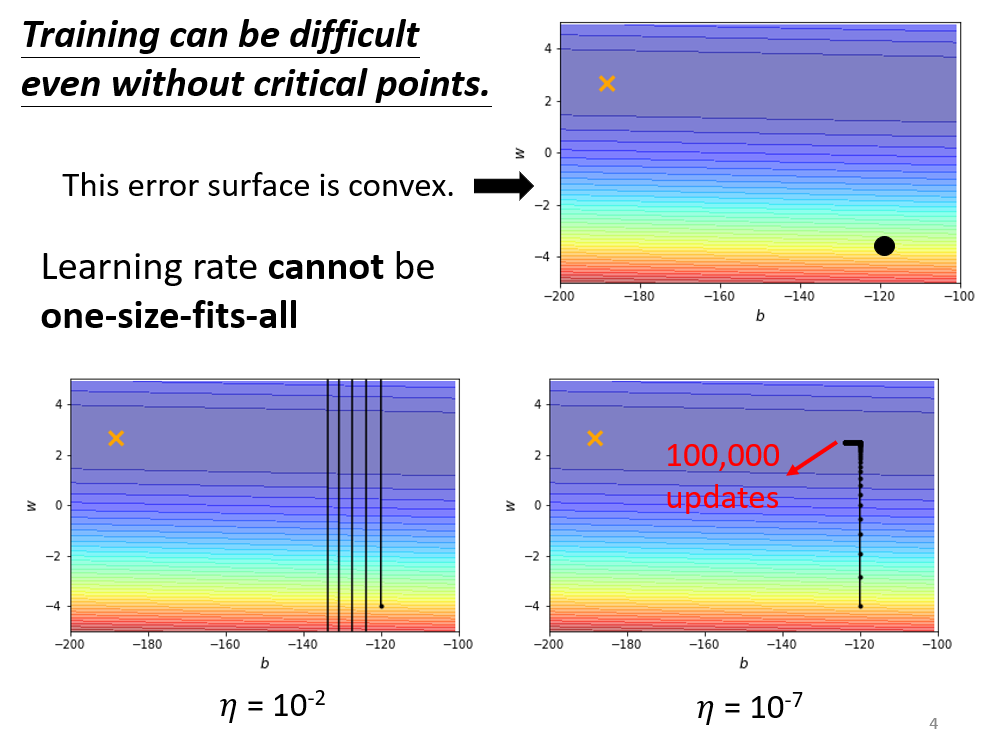 Training can be difficult
even without critical points.
This error surface is convex.
Learning rate cannot be
one-size-fits-all
4
2
0
−2
−4
w
−200
−180
−160
−140
−120
−100
b
4
2
0
−2
−4
w
−200
−180
−160
−140
−120
−100
b
η = 10-2
4
2
0
−2
−4
w
100,000
updates
−200
−180
−160
−140
−120
−100
b
η = 10-7
4